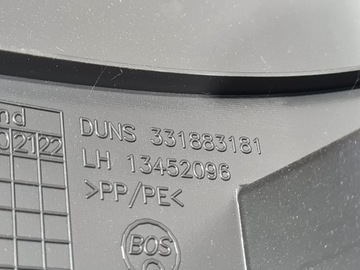 nd
02122
DUNS 331883181
LH 13452096
>PP/PE<
BOS